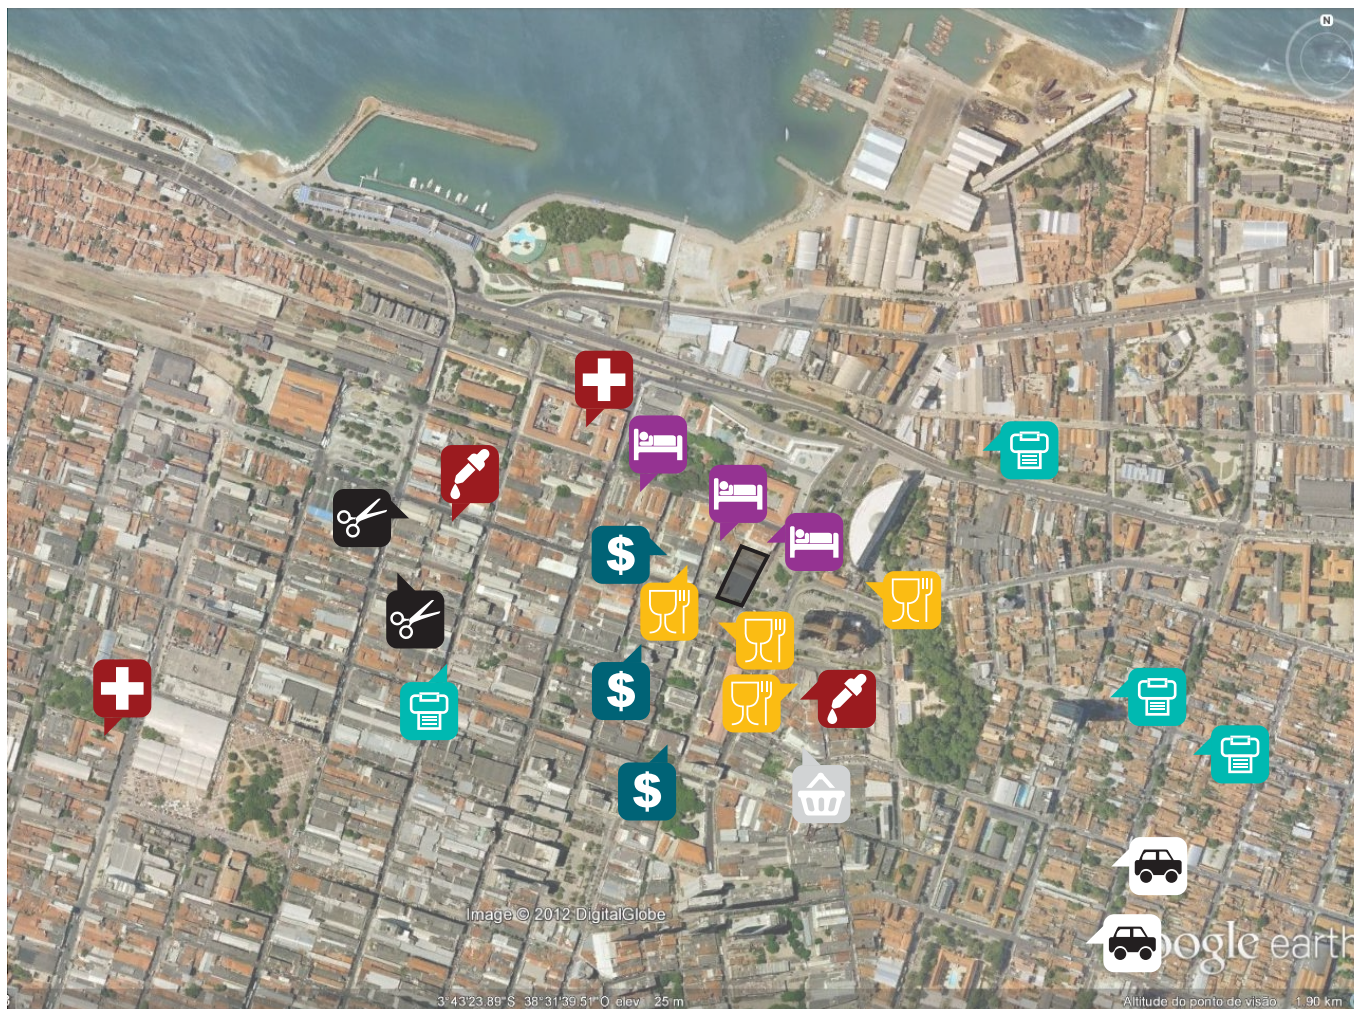 N
$
$
$
Image © 2012 DigitalGlobe
oogle earth
3°43'23.89"S 38°31'39.51"O elev 25 m
Altitude do ponto de visão 1.90 km